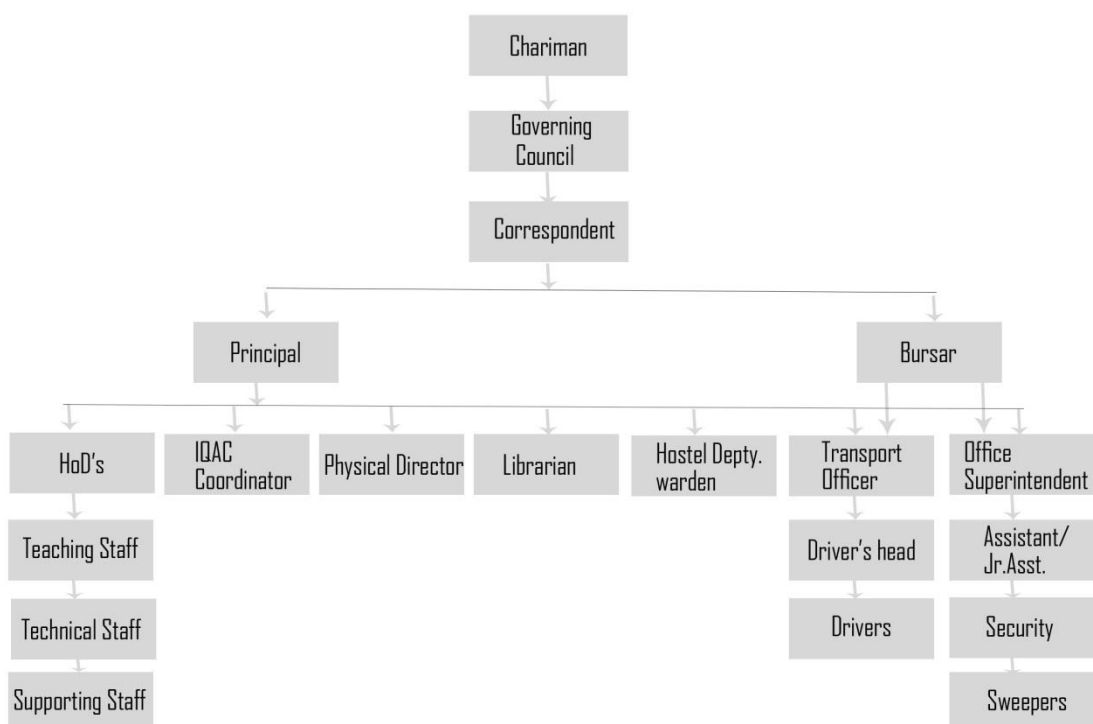 Chariman
Governing
Council
Correspondent
Principal
Bursar
HoD's
IQAC
Coordinator
Physical Director
Librarian
Hostel Depty.
warden
Transport
Officer
Office
Superintendent
Teaching Staff
Driver's head
Assistant/
Jr.Asst.
Technical Staff
Drivers
Security
Supporting Staff
Sweepers